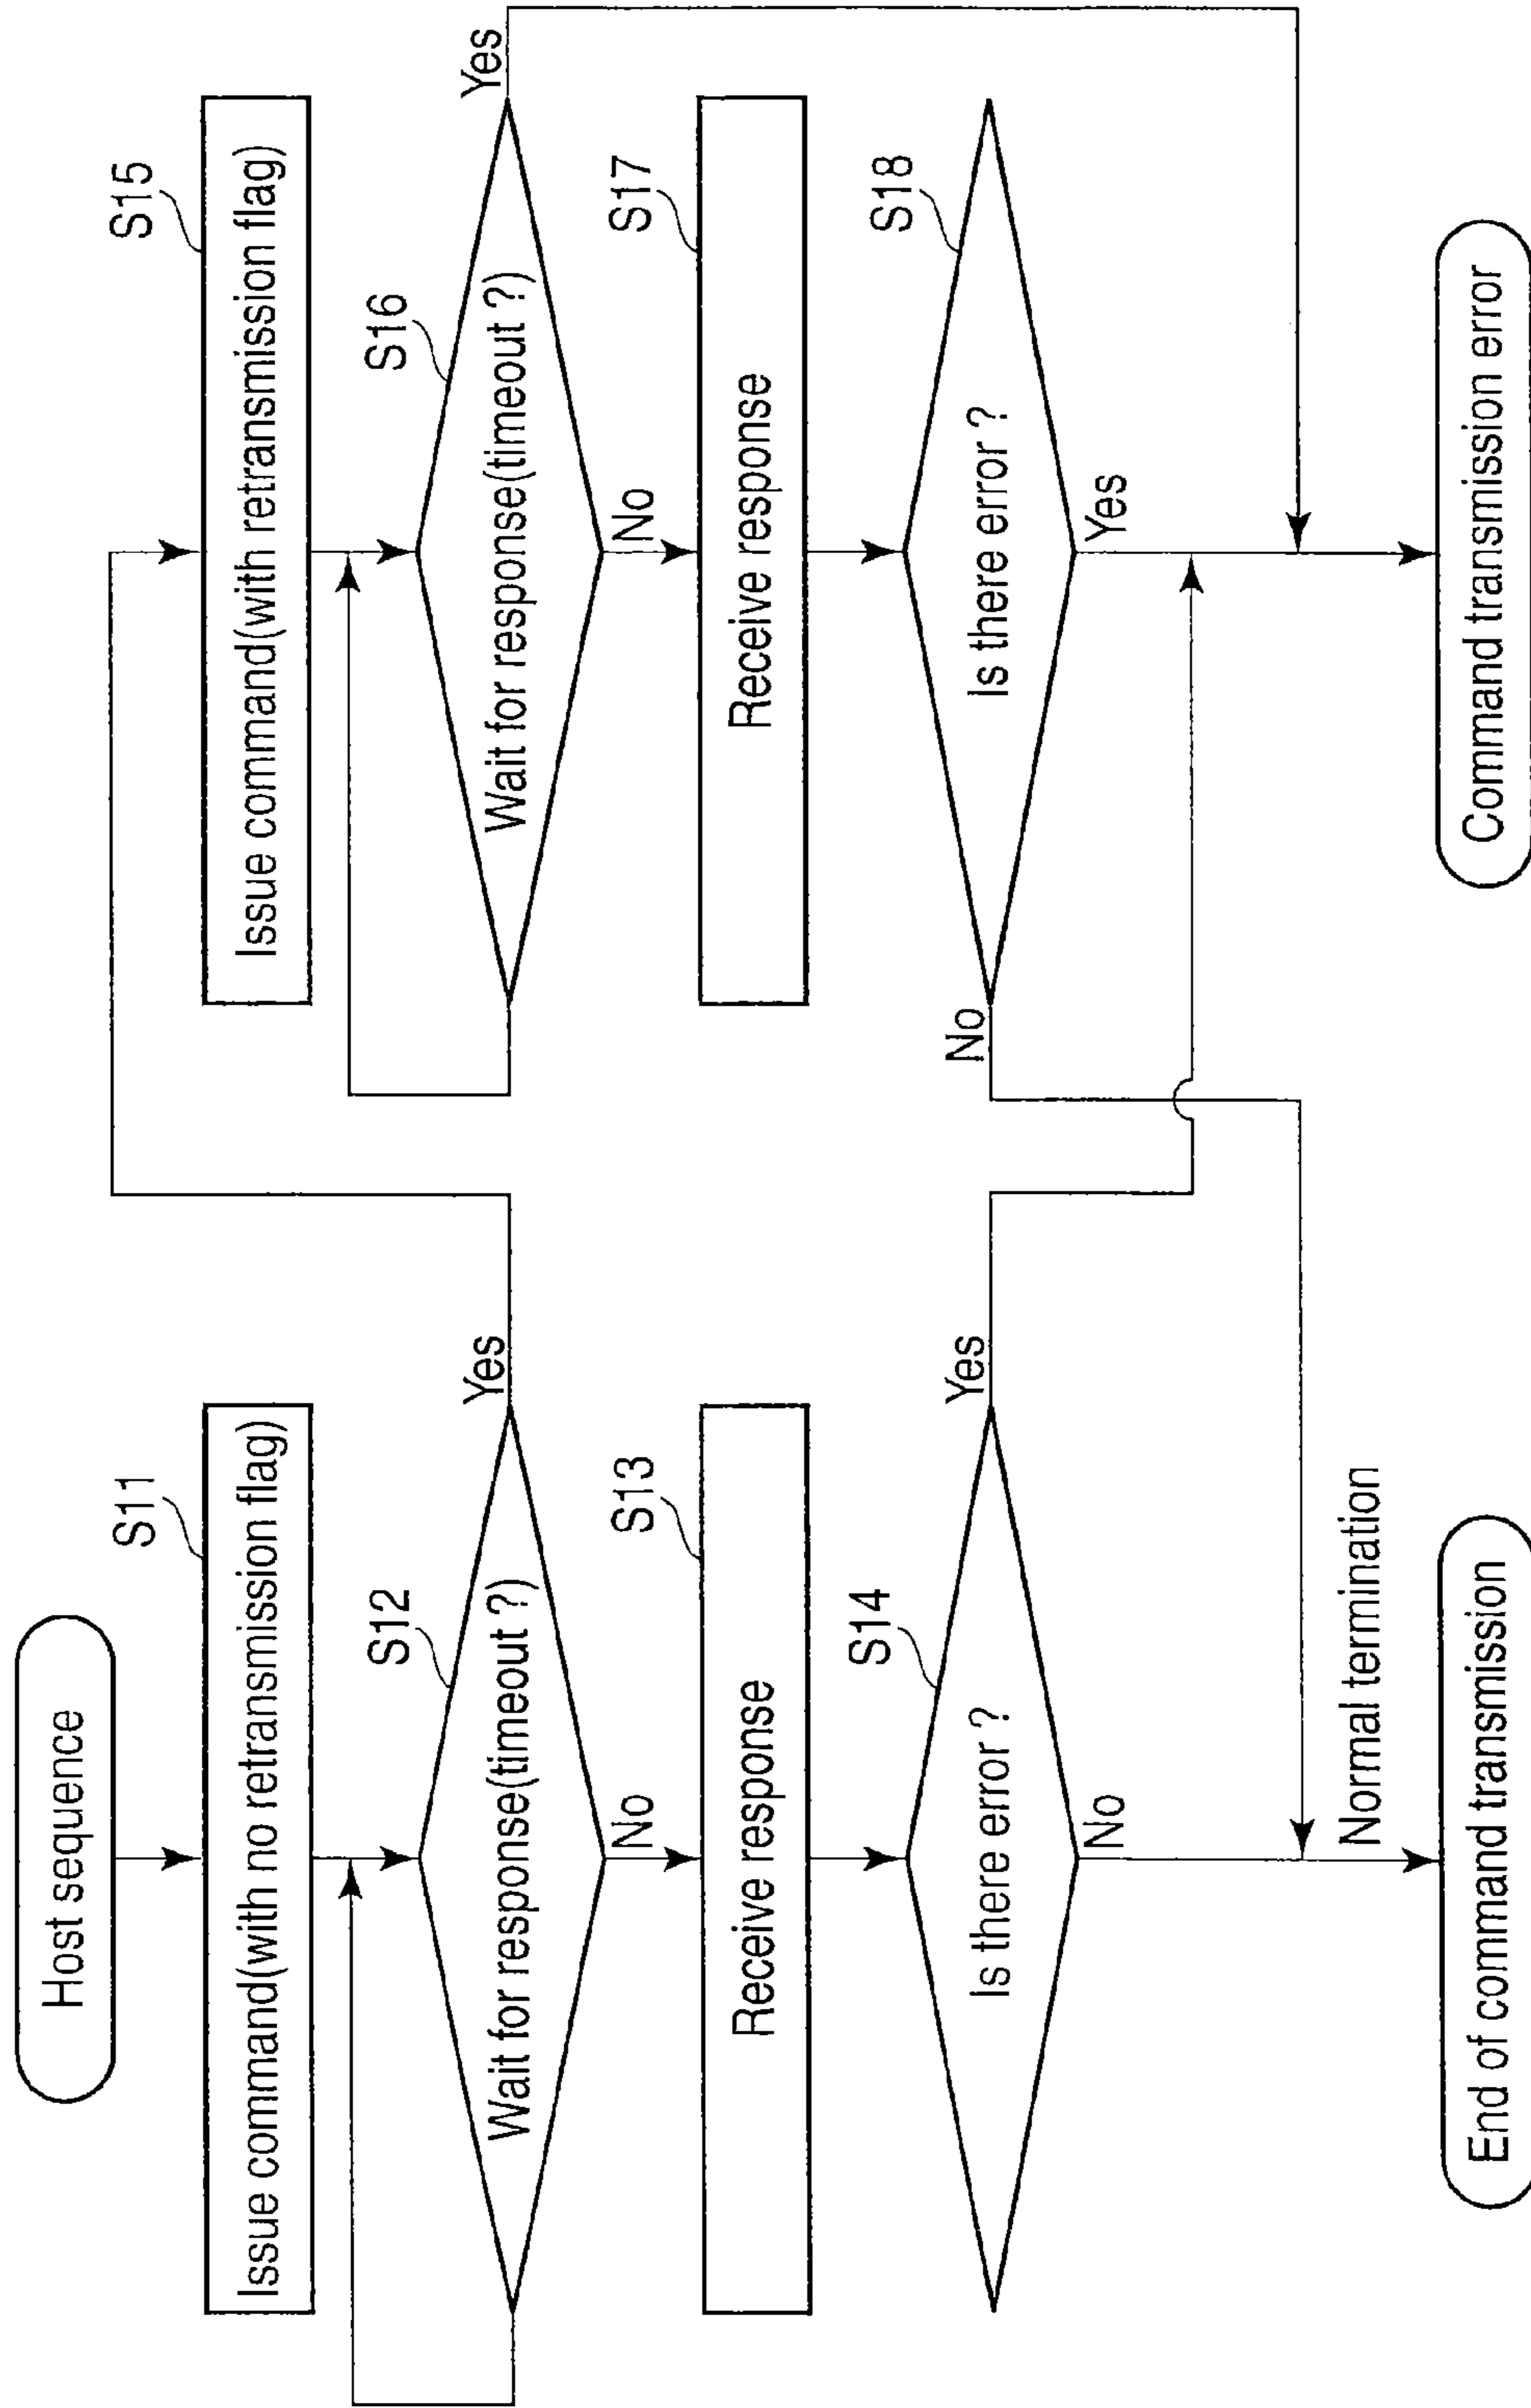 Host sequence
S11
Issue command(with no retransmission flag)
S12
Wait for response(timeout ?)
Yes
No
S13
Receive response
S14
Is there error ?
Yes
No
Normal termination
End of command transmission
S15
Issue command(with retransmission flag)
S16
Wait for response(timeout ?)
Yes
No
S17
Receive response
S18
Is there error ?
No
Yes
Command transmission error